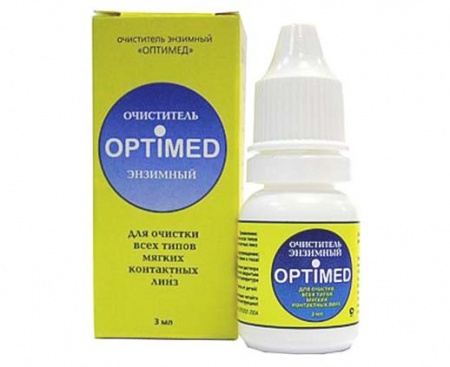 очиститель энзимный
«ОПТИМЕД»
ОЧИСТИТЕЛЬ
OPTIMED
ЭНЗИМНЫЙ
ДЛЯ ОЧИСТКИ
ВСЕХ ТИПОВ
МЯГКИХ
КОНТАКТНЫХ
ЛИНЗ
3 мл
ОЧИСТИТЕЛЬ
ЭНЗИМНЫЙ
OPTIMED
ДЛЯ ОЧИСТКИ
ВСЕХ ТИПОВ
МЯГКИХ
КОНТАКТНЫХ ЛИНЗ
3 мл